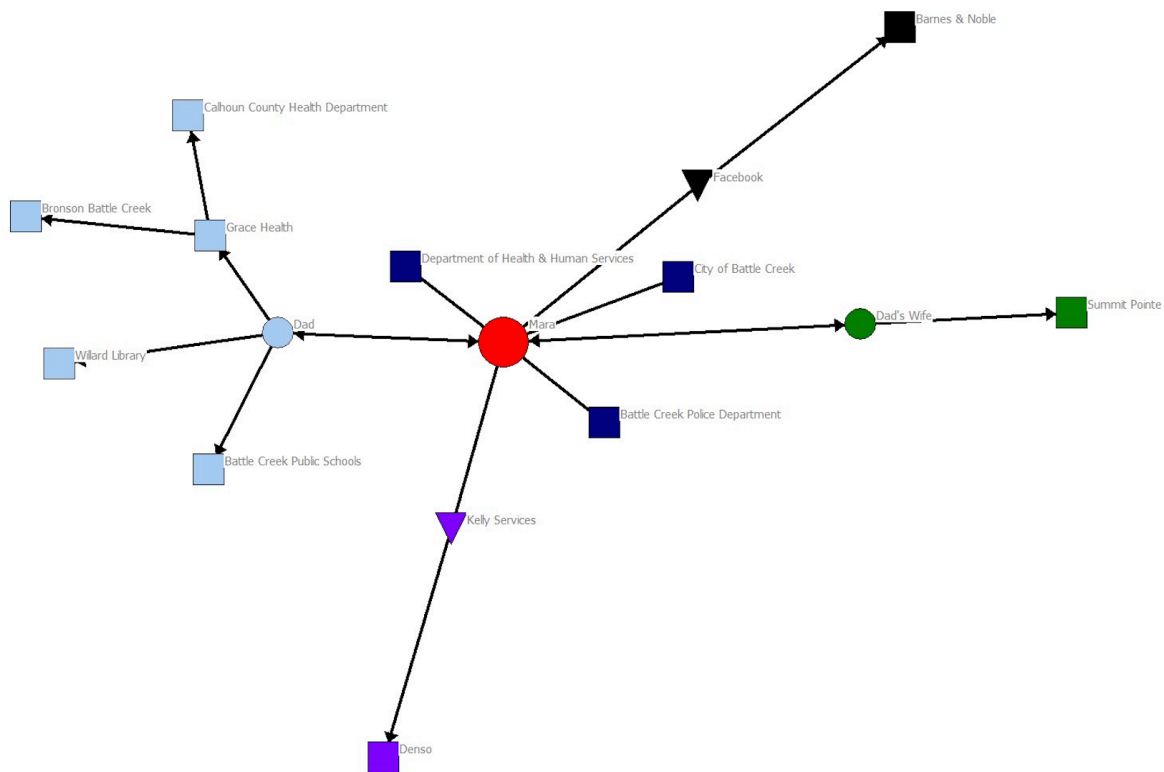 Barnes & Noble
Calhoun County Health Department
Facebook
Bronson Battle Creek
Grace Health
Department of Health & Human Services
City of Battle Creek
Summit Pointe
Dad's Wife
Dad
Mara
Willard Library
Battle Creek Police Department
Battle Creek Public Schools
Kelly Services
Denso